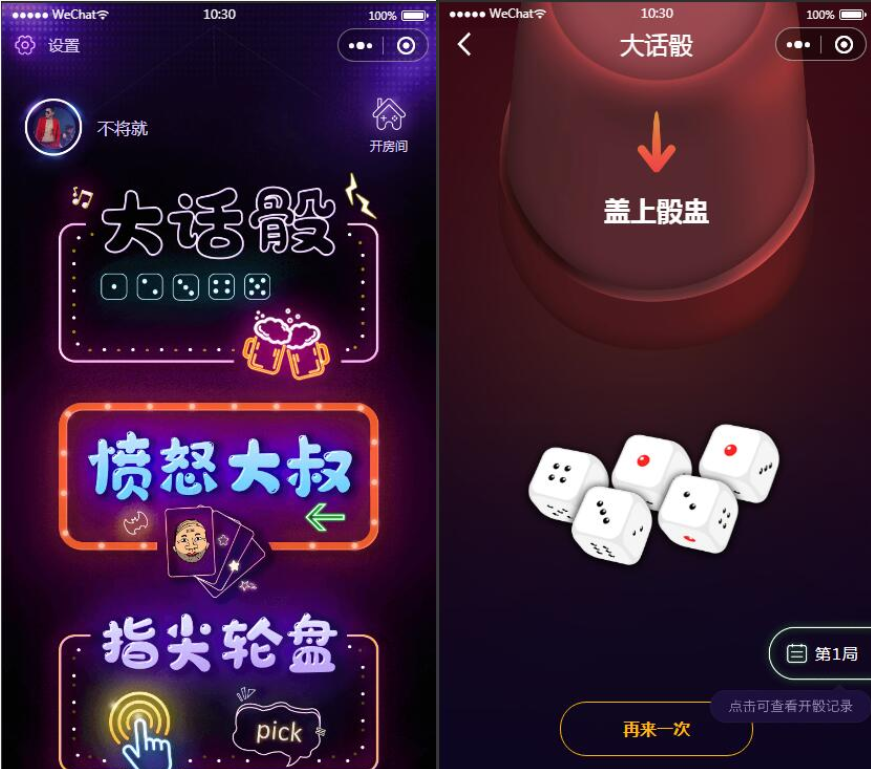 ●●●●● WeChat
10:30
100%
设置
不将就
开房间
大话骰
愤怒大叔
指尖轮盘
pick
●●●●● WeChat
10:30
100%
大话骰
盖上骰盅
第1局
点击可查看开骰记录
再来一次